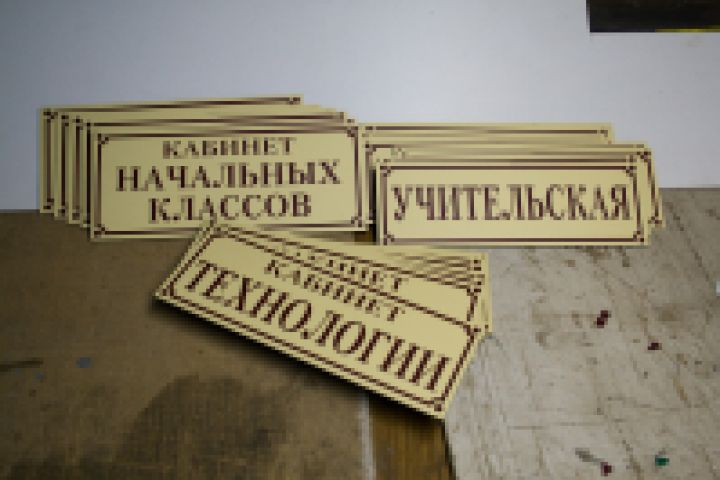 КАБИНЕТ
НАЧАЛЬНЫХ
КЛАССОВ
УЧИТЕЛЬСКАЯ
КАБИНЕТ
ТЕХНОЛОГИИ